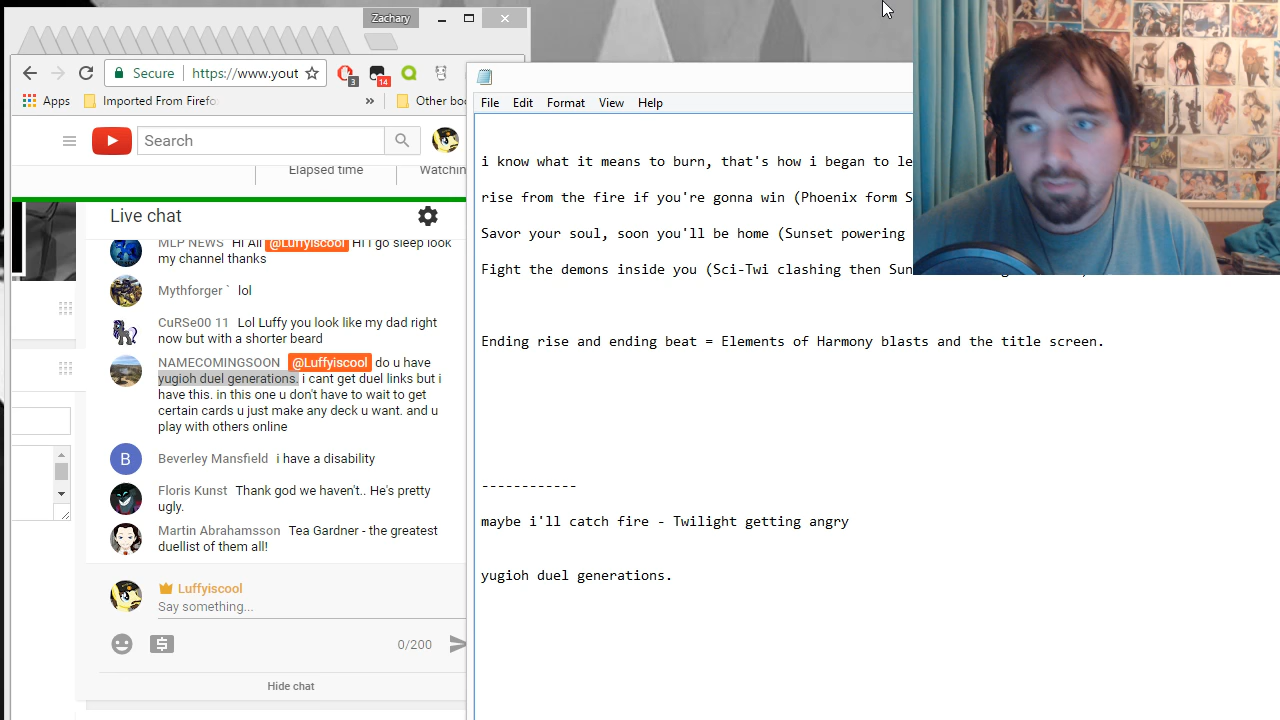 Zachary
Secure https://www.yout
3
14
Apps
Imported From Firefo
»
Other boo
Search
Elapsed time
Watchin
Live chat
MLP NEWS Hi All @Luffyiscool Hi I go sleep look
my channel thanks
Mythforger ` lol
CuRSe00 11 Lol Luffy you look like my dad right
now but with a shorter beard
NAMECOMINGSOON @Luffyiscool do u have
yugioh duel generations. i cant get duel links but i
have this. in this one u don't have to wait to get
certain cards u just make any deck u want. and u
play with others online
B
Beverley Mansfield i have a disability
Floris Kunst Thank god we haven't.. He's pretty
ugly.
Martin Abrahamsson Tea Gardner - the greatest
duellist of them all!
Luffyiscool
Say something...
0/200
Hide chat
File Edit Format View Help
i know what it means to burn, that's how i began to le
rise from the fire if you're gonna win (Phoenix form S
Savor your soul, soon you'll be home (Sunset powering
Fight the demons inside you (Sci-Twi clashing then Sun
Ending rise and ending beat = Elements of Harmony blasts and the title screen.
------------
maybe i'll catch fire - Twilight getting angry
yugioh duel generations.